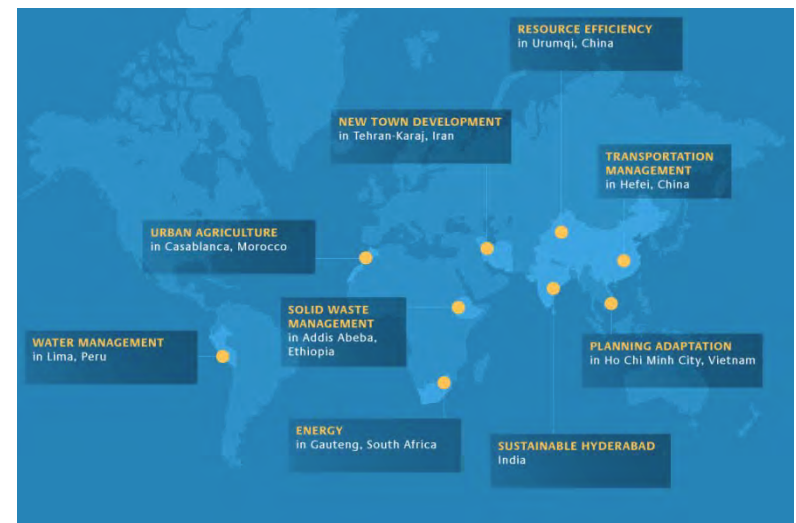 RESOURCE EFFICIENCY
in Urumqi, China
NEW TOWN DEVELOPMENT
in Tehran-Karaj, Iran
TRANSPORTATION
MANAGEMENT
in Hefei, China
URBAN AGRICULTURE
in Casablanca, Morocco
SOLID WASTE
MANAGEMENT
in Addis Abeba,
Ethiopia
WATER MANAGEMENT
in Lima, Peru
PLANNING ADAPTATION
in Ho Chi Minh City, Vietnam
ENERGY
in Gauteng, South Africa
SUSTAINABLE HYDERABAD
India